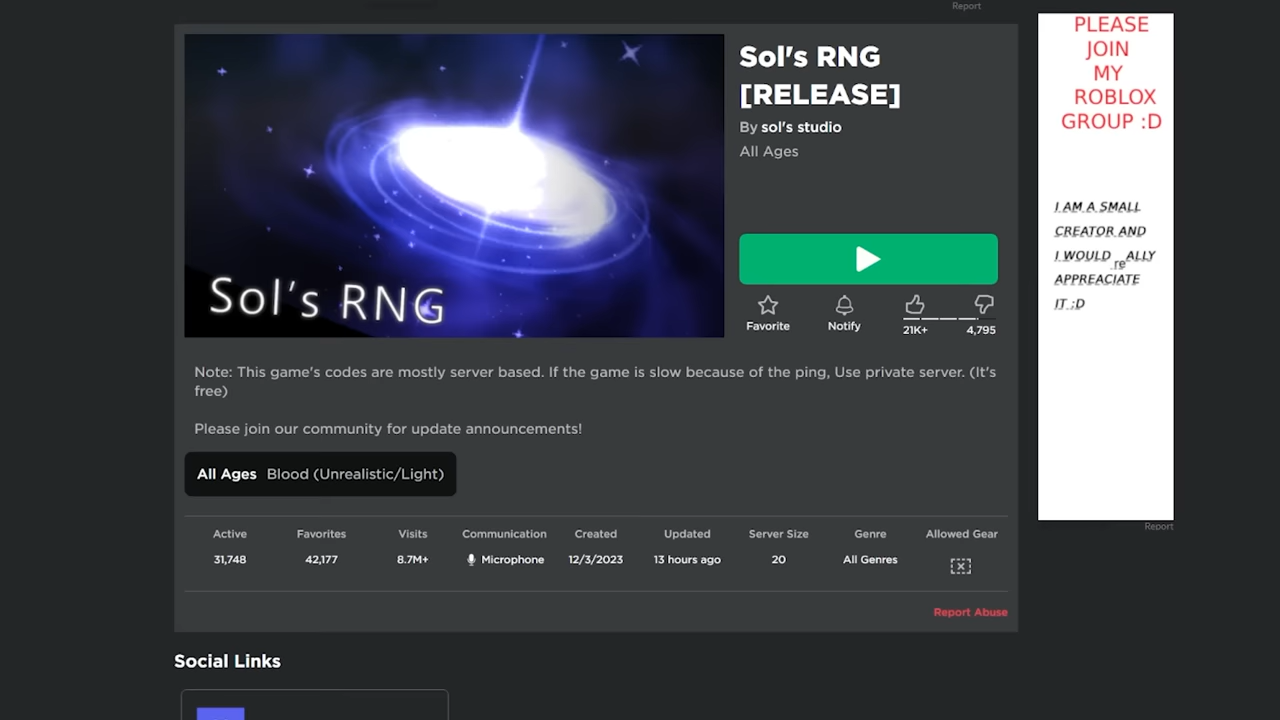 Report
Sol's RNG
[RELEASE]
By sol's studio
All Ages
Sol's RNG
Favorite
Notify
21K+
4,795
Note: This game's codes are mostly server based. If the game is slow because of the ping, Use private server. (It's
free)
Please join our community for update announcements!
All Ages Blood (Unrealistic/Light)
Active Favorites Visits Communication Created Updated Server Size Genre Allowed Gear
31,748 42,177 8.7M+ Microphone 12/3/2023 13 hours ago 20 All Genres
Report Abuse
Social Links
PLEASE
JOIN
MY
ROBLOX
GROUP :D
I AM A SMALL
CREATOR AND
I WOULD reALLY
APPREACIATE
IT :D
Report